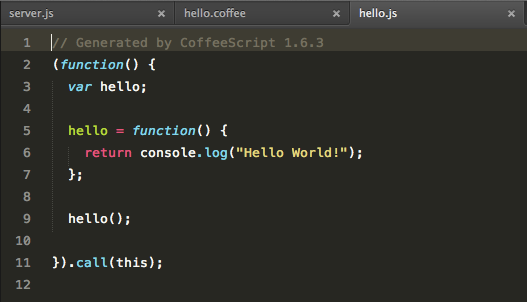 server.js × hello.coffee × hello.js ×
1 // Generated by CoffeeScript 1.6.3
2 (function() {
3   var hello;
4
5   hello = function() {
6     return console.log("Hello World!");
7   };
8
9   hello();
10
11 }).call(this);
12